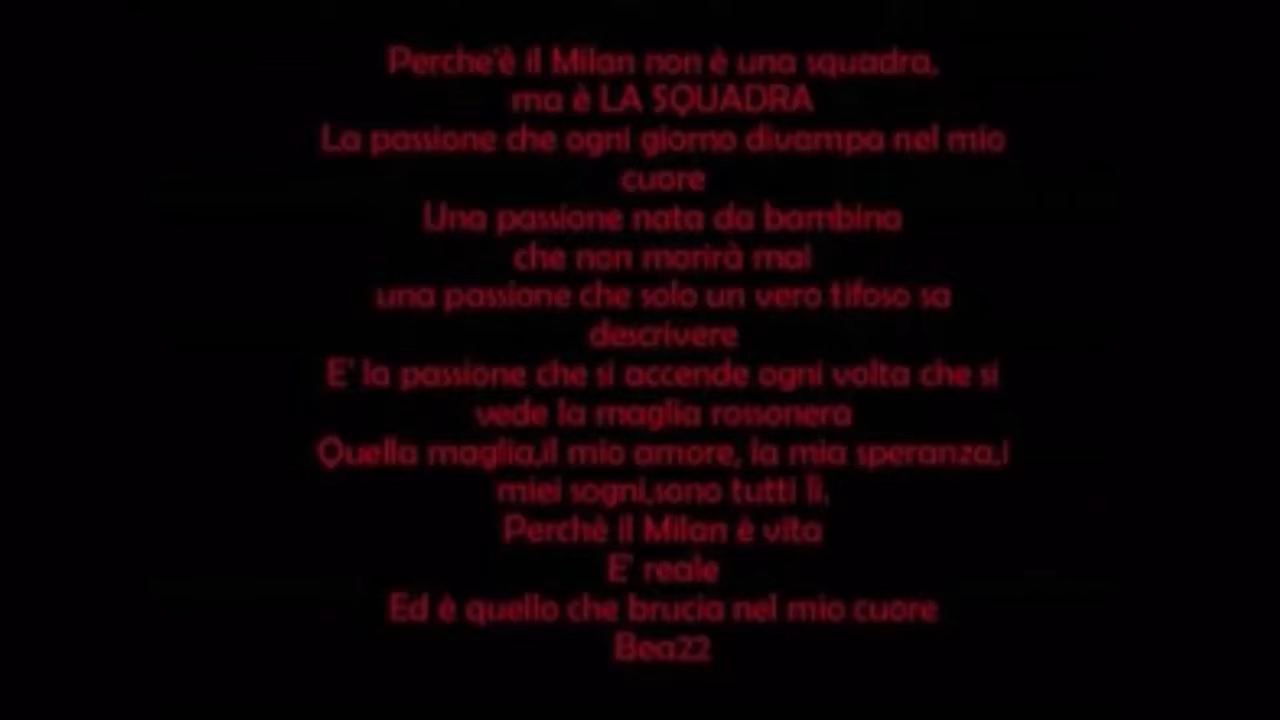 Perche'è il Milan non è una squadra,
ma è LA SQUADRA
La passione che ogni giorno divampa nel mio
cuore
Una passione nata da bambina
che non morirà mai
una passione che solo un vero tifoso sa
descrivere
E' la passione che si accende ogni volta che si
vede la maglia rossonera
Quella maglia,il mio amore, la mia speranza,i
miei sogni,sono tutti lì.
Perchè il Milan è vita
E' reale
Ed è quello che brucia nel mio cuore
Bea22